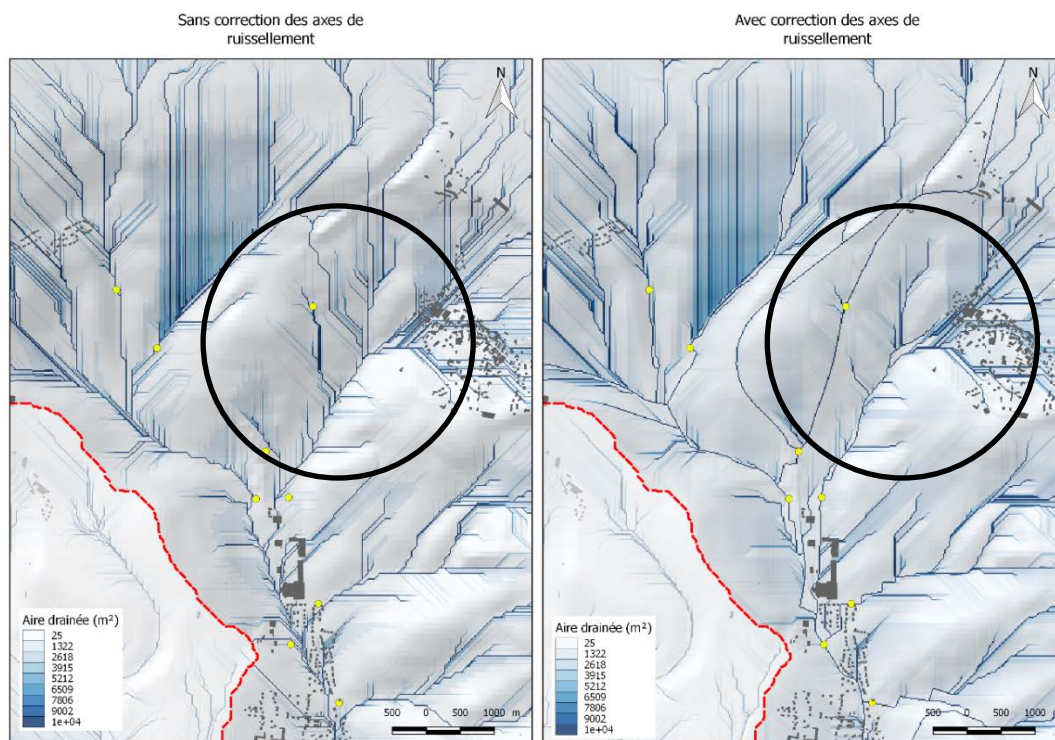 Sans correction des axes de
ruissellement
Avec correction des axes de
ruissellement
N
N
Aire drainée (m²)
25
1322
2618
3915
5212
6509
7806
9002
1e+04
500 0 500 1000 m
Aire drainée (m²)
25
1322
2618
3915
5212
6509
7806
9002
1e+04
500 0 500 1000 m